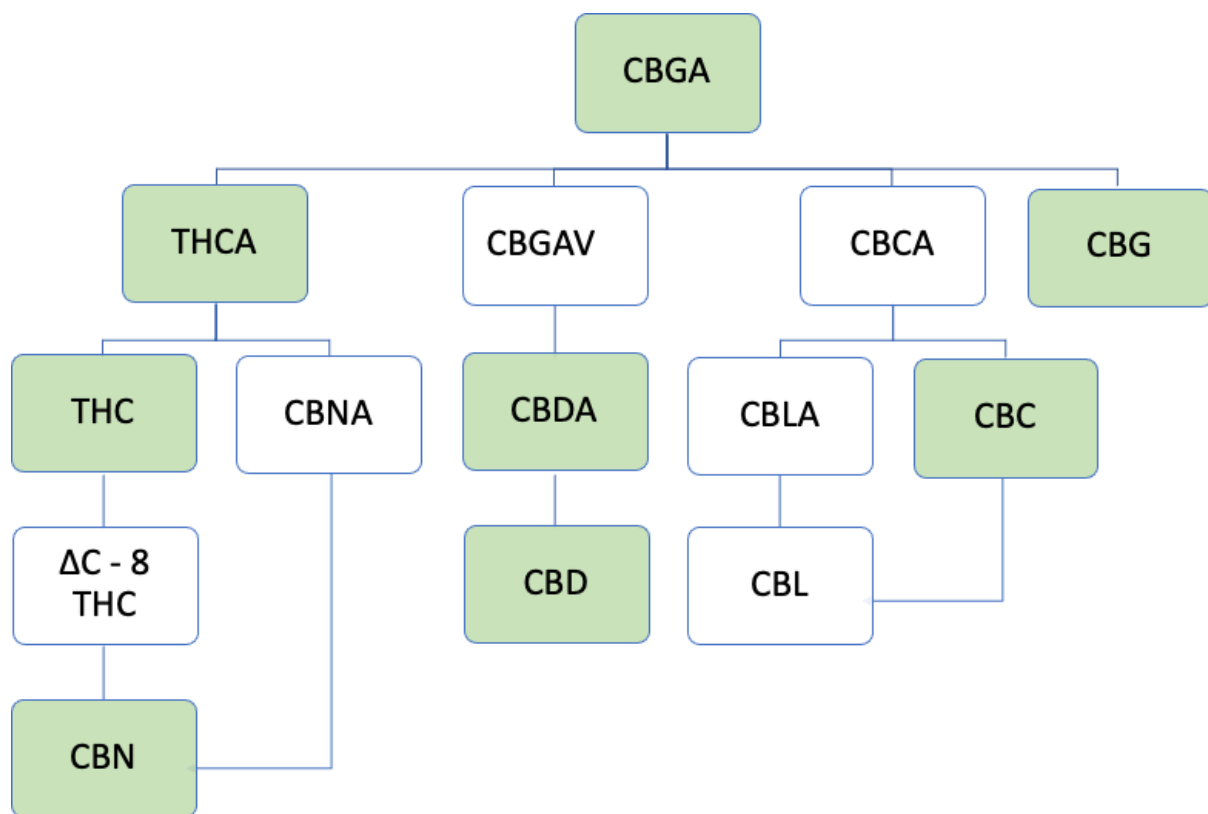 CBGA
THCA
CBGAV
CBCA
CBG
THC
CBNA
CBDA
CBLA
CBC
ΔC - 8
THC
CBD
CBL
CBN